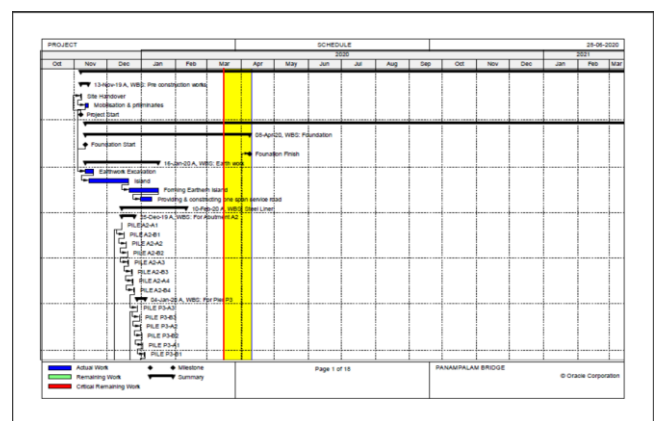 PROJECT SCHEDULE 28-06-2020
2020 2021
Oct Nov Dec Jan Feb Mar Apr May Jun Jul Aug Sep Oct Nov Dec Jan Feb Mar
13-Nov-19 A, WBS: Pre construction works
Site Handover
Mobilisation & priliminaries
Project Start
08-Apr-20, WBS: Foundation
Foundation Start
Founation Finish
16-Jan-20 A, WBS: Earth work
Earthwork Excavation
Island
Forming Earthern Island
Providing & constructing one span service road
10-Feb-20 A, WBS: Steel Liner
25-Dec-19 A, WBS: For Abutment A2
PILE A2-A1
PILE A2-B1
PILE A2-A2
PILE A2-B2
PILE A2-A3
PILE A2-B3
PILE A2-A4
PILE A2-B4
04-Jan-20 A, WBS: For Pier P3
PILE P3-A3
PILE P3-B3
PILE P3-A2
PILE P3-B2
PILE P3-A1
PILE P3-B1
Actual Work Milestone
Remaining Work Summary
Critical Remaining Work
Page 1 of 18
PANAMPALAM BRIDGE
© Oracle Corporation